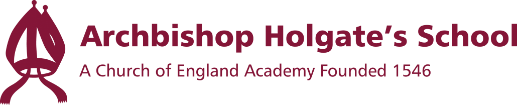 Archbishop Holgate's School
A Church of England Academy Founded 1546